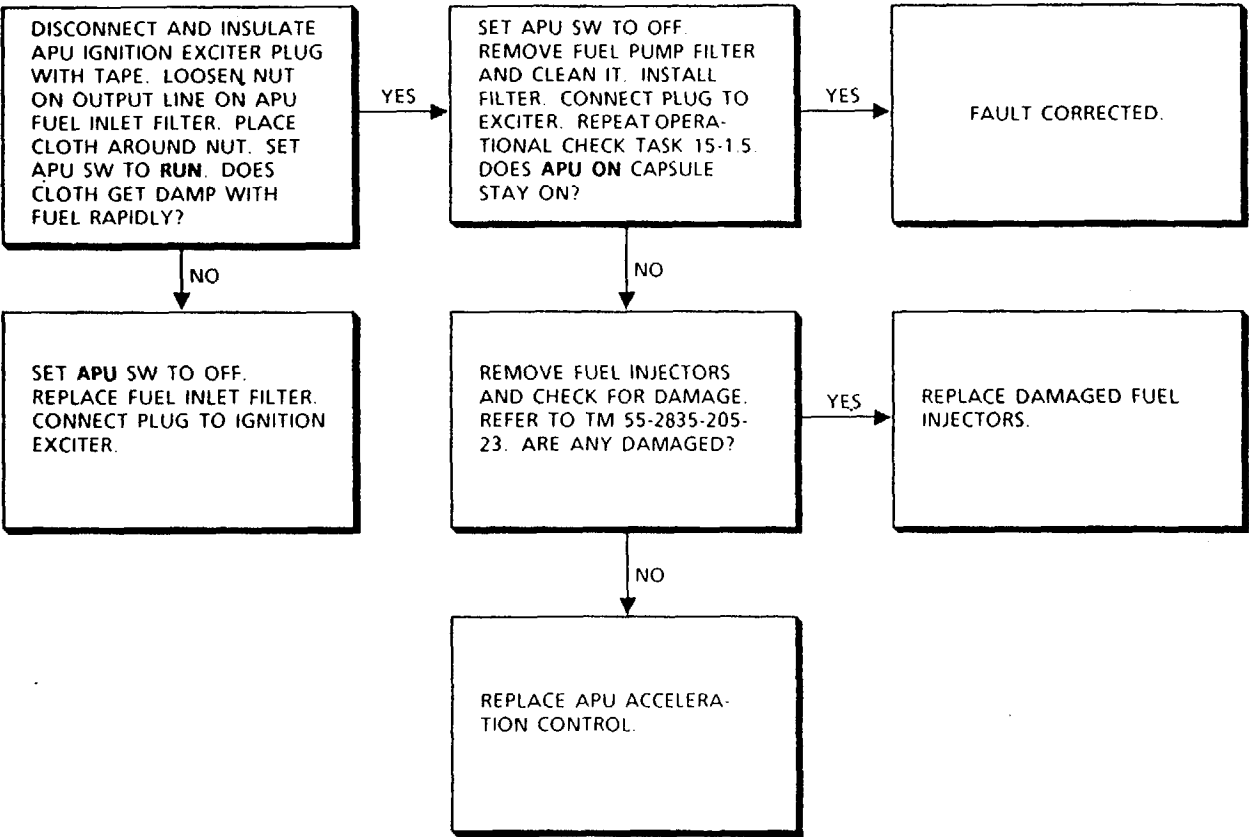 DISCONNECT AND INSULATE
APU IGNITION EXCITER PLUG
WITH TAPE. LOOSEN NUT
ON OUTPUT LINE ON APU
FUEL INLET FILTER. PLACE
CLOTH AROUND NUT. SET
APU SW TO RUN. DOES
CLOTH GET DAMP WITH
FUEL RAPIDLY?
YES
SET APU SW TO OFF.
REMOVE FUEL PUMP FILTER
AND CLEAN IT. INSTALL
FILTER. CONNECT PLUG TO
EXCITER. REPEAT OPERA-
TIONAL CHECK TASK 15-1.5.
DOES APU ON CAPSULE
STAY ON?
YES
FAULT CORRECTED.
NO
NO
SET APU SW TO OFF.
REPLACE FUEL INLET FILTER.
CONNECT PLUG TO IGNITION
EXCITER.
REMOVE FUEL INJECTORS
AND CHECK FOR DAMAGE.
REFER TO TM 55-2835-205-
23. ARE ANY DAMAGED?
YES
REPLACE DAMAGED FUEL
INJECTORS.
NO
REPLACE APU ACCELERA-
TION CONTROL.